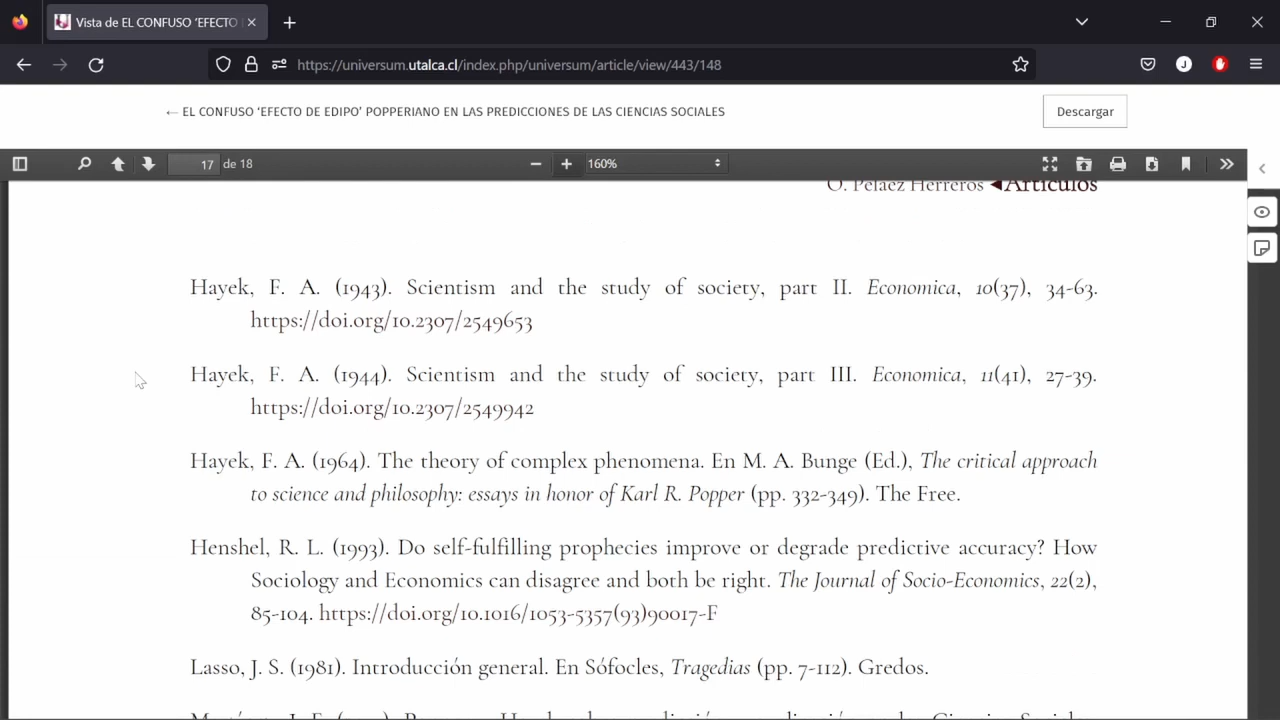 Vista de EL CONFUSO 'EFECTO
https://universum.utalca.cl/index.php/universum/article/view/443/148
J
← EL CONFUSO 'EFECTO DE EDIPO' POPPERIANO EN LAS PREDICCIONES DE LAS CIENCIAS SOCIALES
Descargar
17 de 18
160%
O. Peláez Herreros ◄Artículos
Hayek, F. A. (1943). Scientism and the study of society, part II. Economica, 10(37), 34-63.
https://doi.org/10.2307/2549653
Hayek, F. A. (1944). Scientism and the study of society, part III. Economica, 11(41), 27-39.
https://doi.org/10.2307/2549942
Hayek, F. A. (1964). The theory of complex phenomena. En M. A. Bunge (Ed.), The critical approach
to science and philosophy: essays in honor of Karl R. Popper (pp. 332-349). The Free.
Henshel, R. L. (1993). Do self-fulfilling prophecies improve or degrade predictive accuracy? How
Sociology and Economics can disagree and both be right. The Journal of Socio-Economics, 22(2),
85-104. https://doi.org/10.1016/1053-5357(93)90017-F
Lasso, J. S. (1981). Introducción general. En Sófocles, Tragedias (pp. 7-112). Gredos.